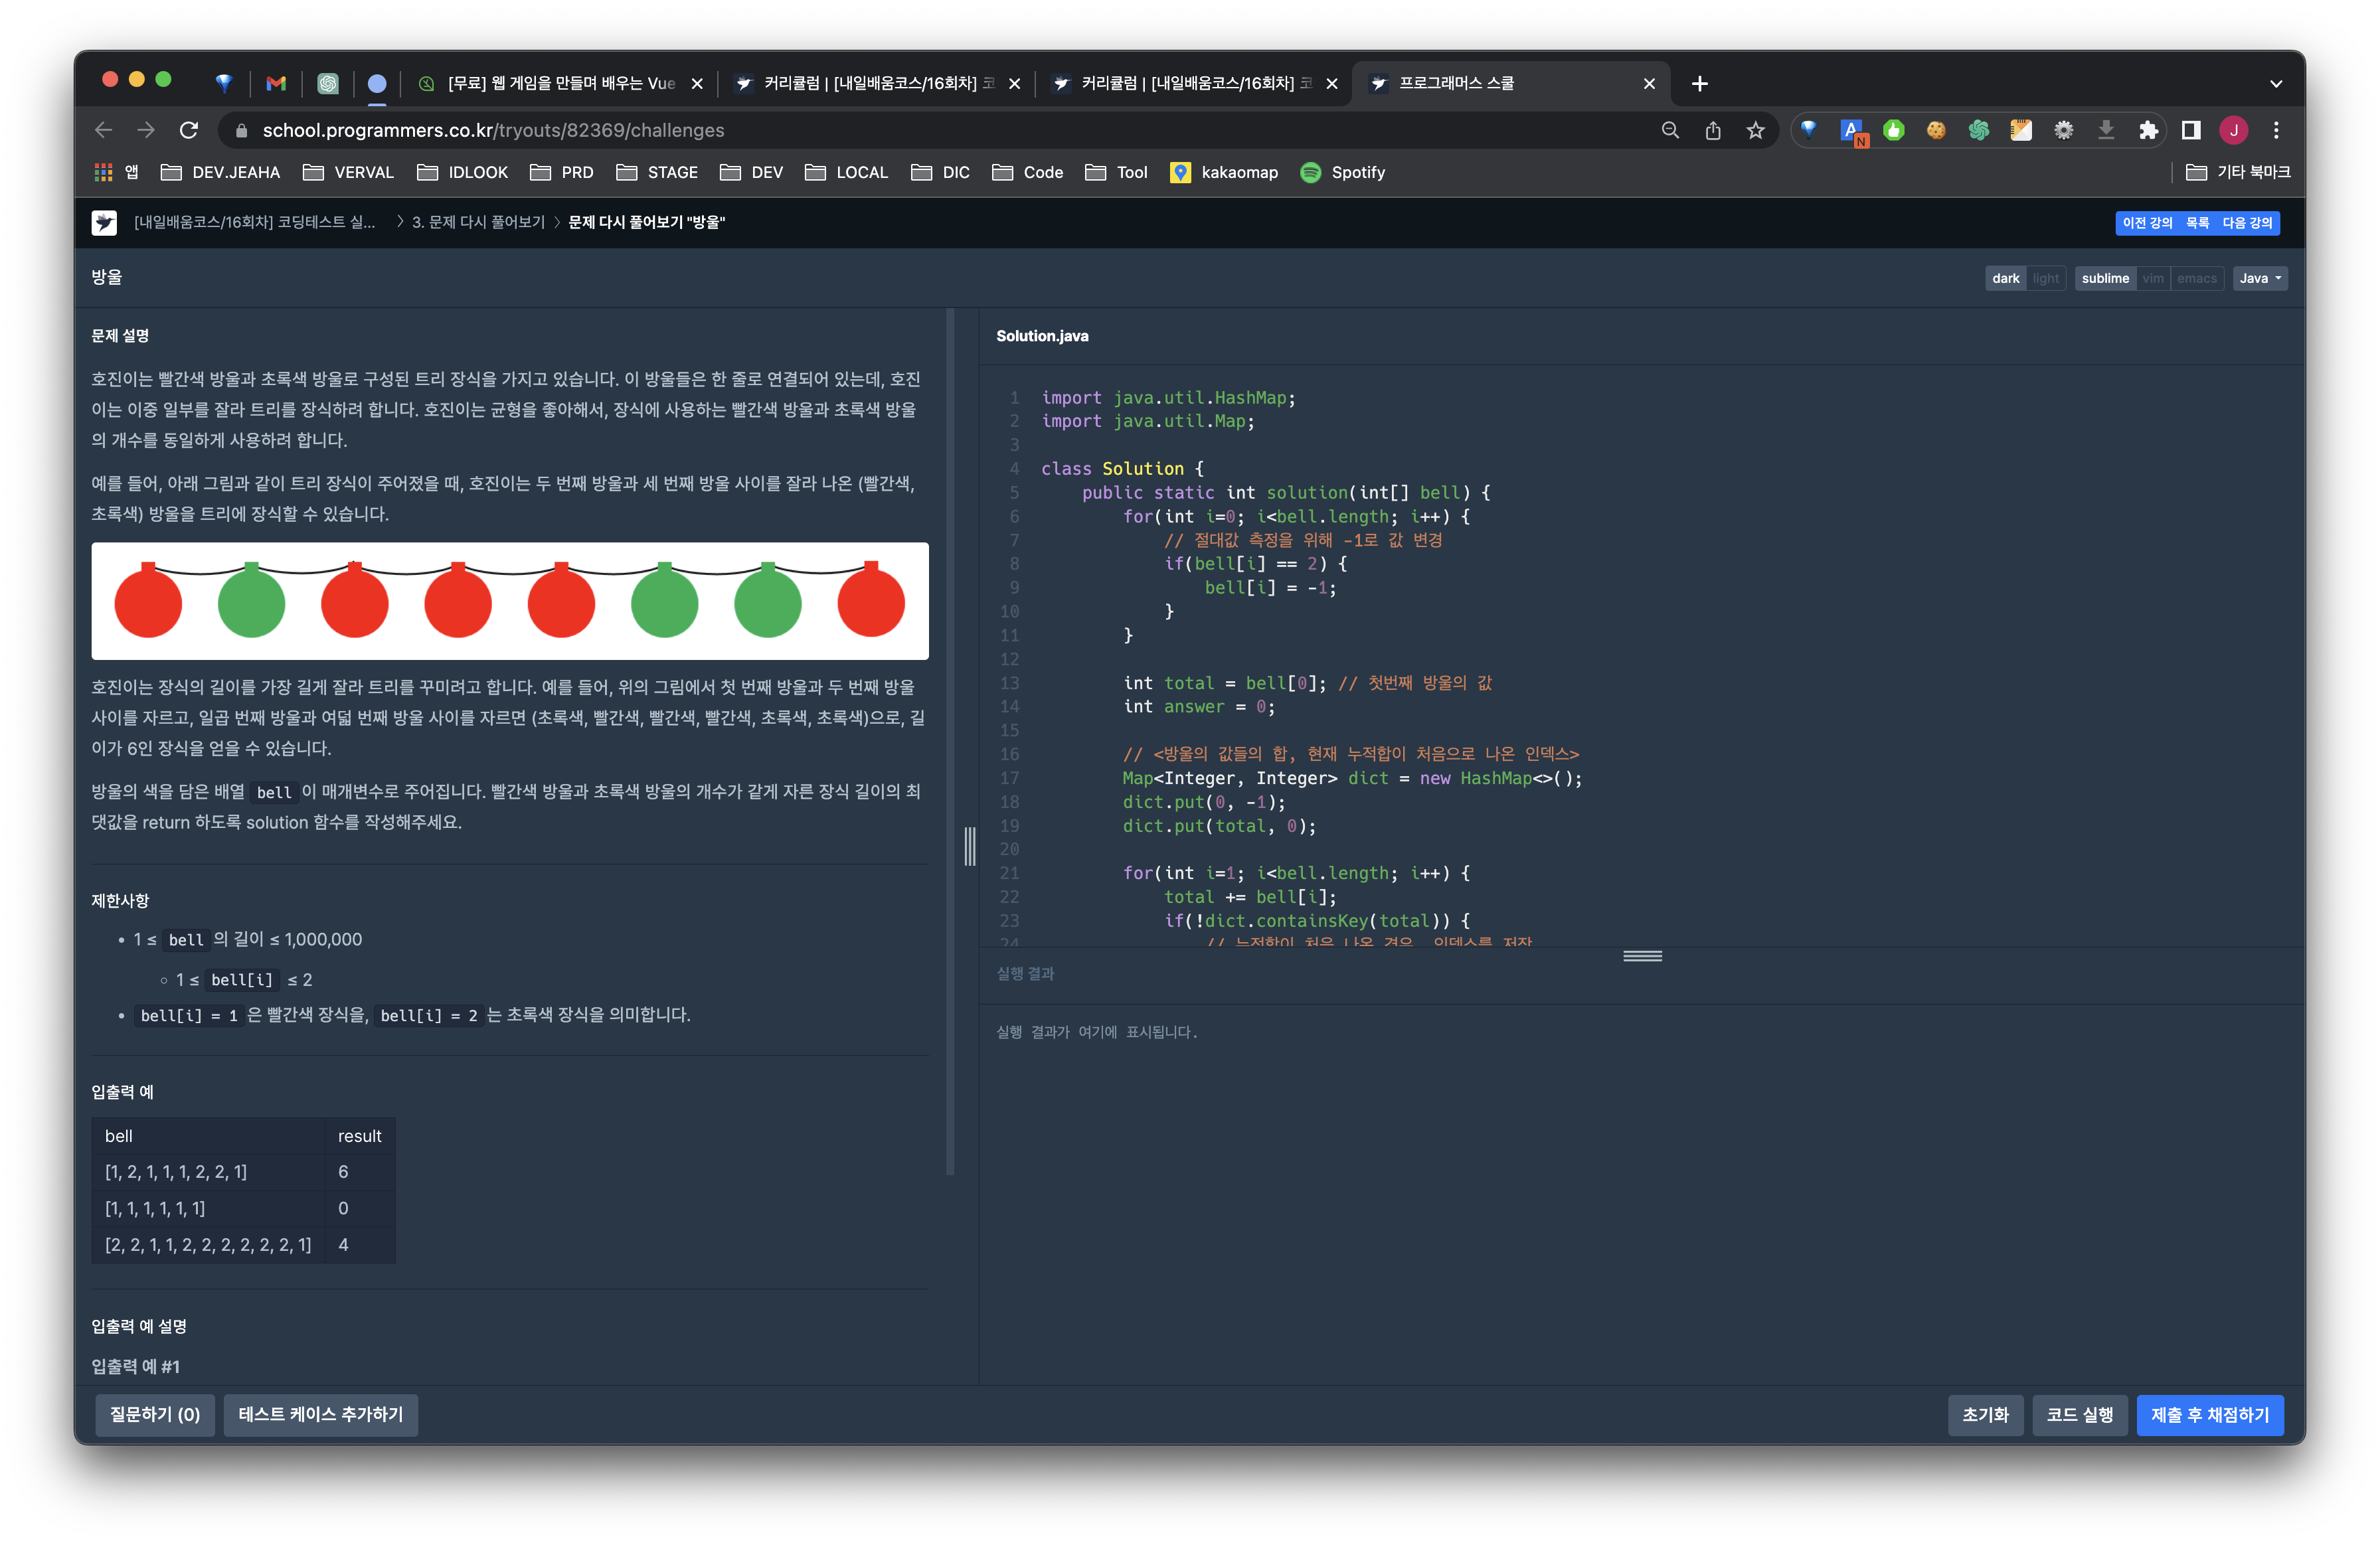 [무료] 웹 게임을 만들며 배우는 Vue
커리큘럼 | [내일배움코스/16회차] 코
커리큘럼 | [내일배움코스/16회차] 코
프로그래머스 스쿨
school.programmers.co.kr/tryouts/82369/challenges
A
N
J
앱
DEV.JEAHA
VERVAL
IDLOOK
PRD
STAGE
DEV
LOCAL
DIC
Code
Tool
kakaomap
Spotify
기타 북마크
[내일배움코스/16회차] 코딩테스트 실...
3. 문제 다시 풀어보기
문제 다시 풀어보기 "방울"
이전 강의 목록 다음 강의
방울
dark light
sublime vim emacs
Java
문제 설명
호진이는 빨간색 방울과 초록색 방울로 구성된 트리 장식을 가지고 있습니다. 이 방울들은 한 줄로 연결되어 있는데, 호진
이는 이중 일부를 잘라 트리를 장식하려 합니다. 호진이는 균형을 좋아해서, 장식에 사용하는 빨간색 방울과 초록색 방울
의 개수를 동일하게 사용하려 합니다.
예를 들어, 아래 그림과 같이 트리 장식이 주어졌을 때, 호진이는 두 번째 방울과 세 번째 방울 사이를 잘라 나온 (빨간색,
초록색) 방울을 트리에 장식할 수 있습니다.
호진이는 장식의 길이를 가장 길게 잘라 트리를 꾸미려고 합니다. 예를 들어, 위의 그림에서 첫 번째 방울과 두 번째 방울
사이를 자르고, 일곱 번째 방울과 여덟 번째 방울 사이를 자르면 (초록색, 빨간색, 빨간색, 빨간색, 초록색, 초록색)으로, 길
이가 6인 장식을 얻을 수 있습니다.
방울의 색을 담은 배열 bell 이 매개변수로 주어집니다. 빨간색 방울과 초록색 방울의 개수가 같게 자른 장식 길이의 최
댓값을 return 하도록 solution 함수를 작성해주세요.
제한사항
• 1 ≤ bell 의 길이 ≤ 1,000,000
◦ 1 ≤ bell[i] ≤ 2
• bell[i] = 1 은 빨간색 장식을, bell[i] = 2 는 초록색 장식을 의미합니다.
입출력 예
bell result
[1, 2, 1, 1, 1, 2, 2, 1] 6
[1, 1, 1, 1, 1, 1] 0
[2, 2, 1, 1, 2, 2, 2, 2, 2, 2, 1] 4
입출력 예 설명
입출력 예 #1
Solution.java
1 import java.util.HashMap;
2 import java.util.Map;
3
4 class Solution {
5 public static int solution(int[] bell) {
6 for(int i=0; i<bell.length; i++) {
7 // 절대값 측정을 위해 -1로 값 변경
8 if(bell[i] == 2) {
9 bell[i] = -1;
10 }
11 }
12
13 int total = bell[0]; // 첫번째 방울의 값
14 int answer = 0;
15
16 // <방울의 값들의 합, 현재 누적합이 처음으로 나온 인덱스>
17 Map<Integer, Integer> dict = new HashMap<>();
18 dict.put(0, -1);
19 dict.put(total, 0);
20
21 for(int i=1; i<bell.length; i++) {
22 total += bell[i];
23 if(!dict.containsKey(total)) {
24 // 누적합이 처음 나온 경우, 인덱스를 저장
실행 결과
실행 결과가 여기에 표시됩니다.
질문하기 (0)
테스트 케이스 추가하기
초기화
코드 실행
제출 후 채점하기